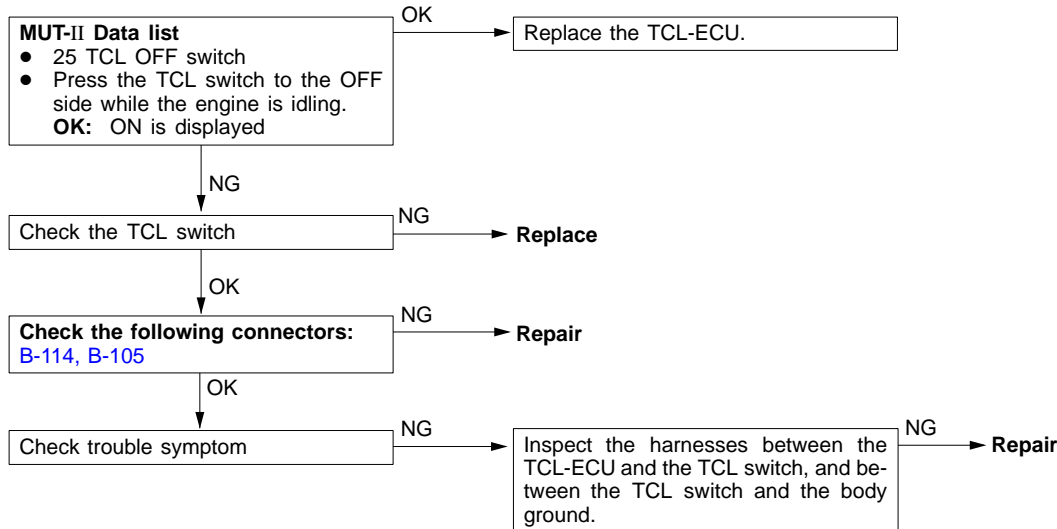 MUT-II Data list
● 25 TCL OFF switch
● Press the TCL switch to the OFF
side while the engine is idling.
OK: ON is displayed
OK
Replace the TCL-ECU.
NG
Check the TCL switch
NG
Replace
OK
Check the following connectors:
B-114, B-105
NG
Repair
OK
Check trouble symptom
NG
Inspect the harnesses between the
TCL-ECU and the TCL switch, and be-
tween the TCL switch and the body
ground.
NG
Repair